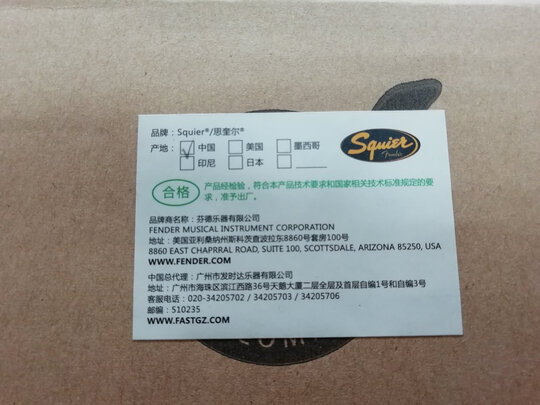 品牌：Squier®/思奎尔®
产地：☑中国 □美国 □墨西哥
□印尼 □日本 □______
Squier
Fender
合格
产品经检验，符合本产品技术要求和国家相关技术标准规定的要
求，准予出厂。
品牌商名称：芬德乐器有限公司
FENDER MUSICAL INSTRUMENT CORPORATION
地址：美国亚利桑纳州斯科茨直波拉东8860号套房100号
8860 EAST CHAPRRAL ROAD, SUITE 100, SCOTTSDALE, ARIZONA 85250, USA
WWW.FENDER.COM
中国总代理：广州市发时达乐器有限公司
地址：广州市海珠区滨江西路36号天鹅大厦二层全层及首层自编1号和自编3号
客服电话：020-34205702 / 34205703 / 34205706
邮编：510235
WWW.FASTGZ.COM